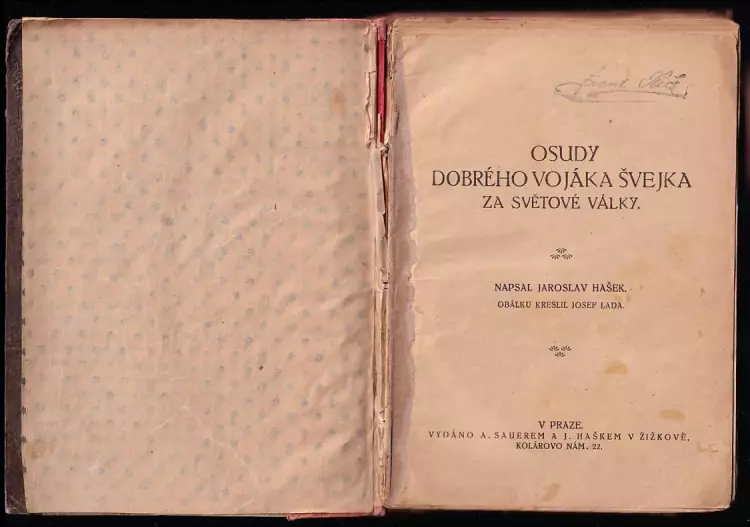 OSUDY
DOBRÉHO VOJÁKA ŠVEJKA
ZA SVĚTOVÉ VÁLKY.
NAPSAL JAROSLAV HAŠEK.
OBÁLKU KRESLIL JOSEF LADA.
V PRAZE.
VYDÁNO A. SAUEREM A J. HAŠKEM V ŽIŽKOVĚ,
KOLÁROVO NÁM. 22.